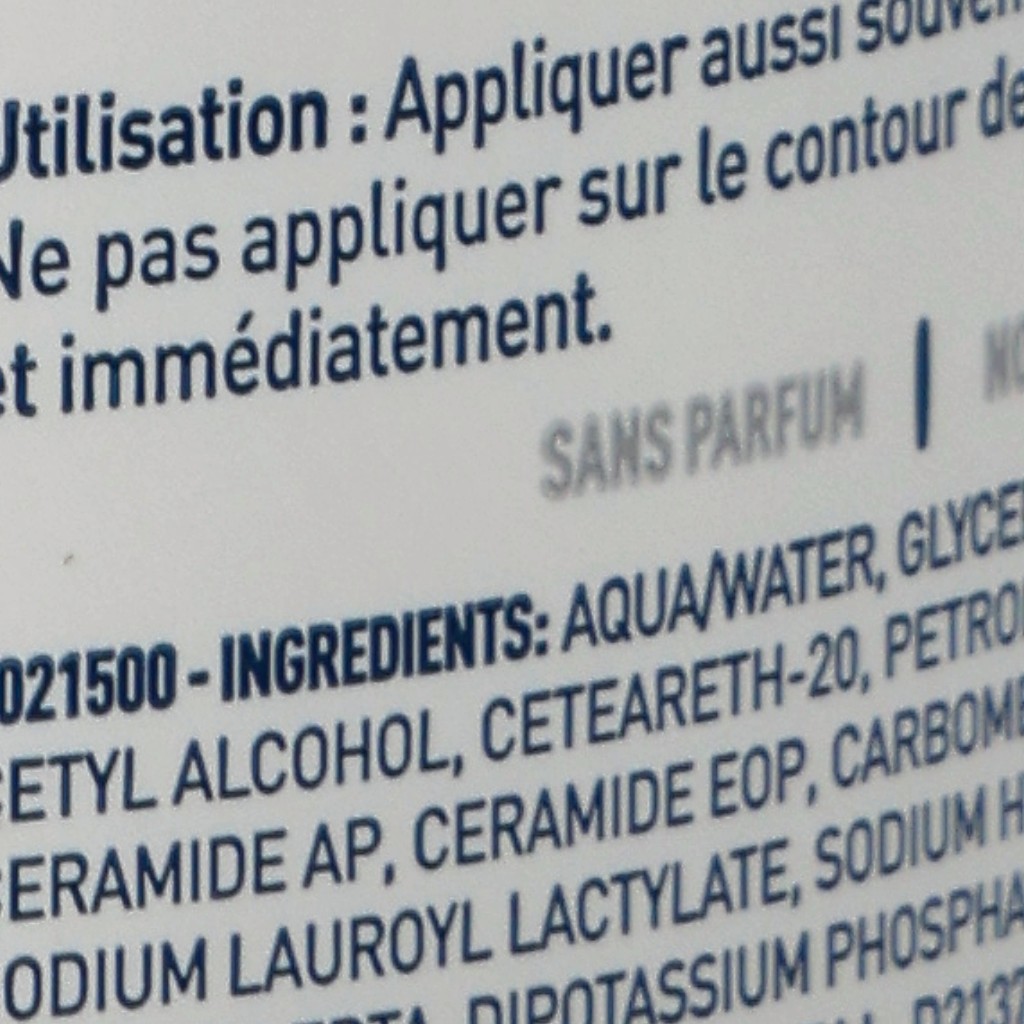 Utilisation : Appliquer aussi
Ne pas appliquer sur le contour
et immédiatement.
SANS PARFUM |
021500 - INGREDIENTS: AQUA/WATER,
CETYL ALCOHOL, CETEARETH-20,
CERAMIDE AP, CERAMIDE EOP,
SODIUM LAUROYL LACTYLATE, SODIUM
DIPOTASSIUM